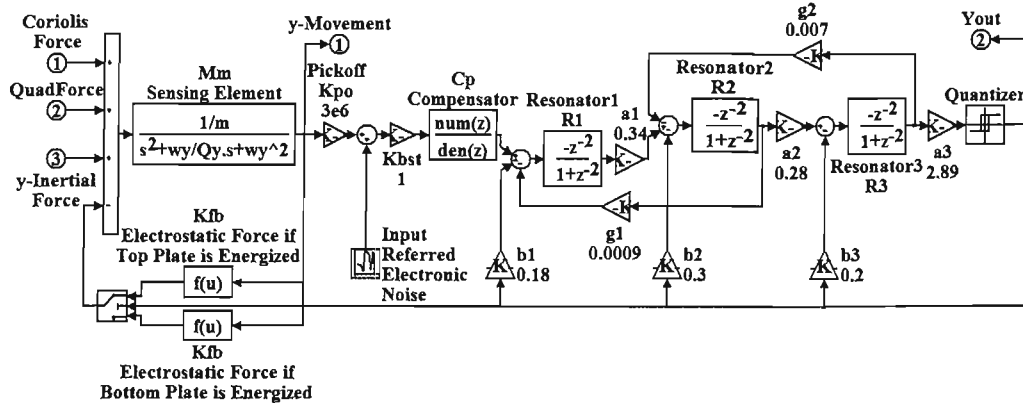 Coriolis
Force
1
QuadForce
2
3
y-Inertial
Force
Mm
Sensing Element
1/m
s²+wy/Qy.s+wy^2
y-Movement
1
Pickoff
Kpo
3e6
K
Kbst
1
K
Cp
Compensator
num(z)
den(z)
Resonator1
R1
-z⁻²
1+z⁻²
a1
0.34
K
g2
0.007
-K
Resonator2
R2
-z⁻²
1+z⁻²
K
a2
0.28
-z⁻²
1+z⁻²
Resonator3
R3
K
a3
2.89
Yout
2
Quantizer
-K
g1
0.0009
Kfb
Electrostatic Force if
Top Plate is Energized
f(u)
f(u)
Kfb
Electrostatic Force if
Bottom Plate is Energized
Input
Referred
Electronic
Noise
K
b1
0.18
K
b2
0.3
K
b3
0.2